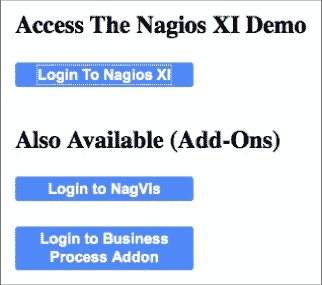 Access The Nagios XI Demo
Login To Nagios XI
Also Available (Add-Ons)
Login to NagVis
Login to Business
Process Addon